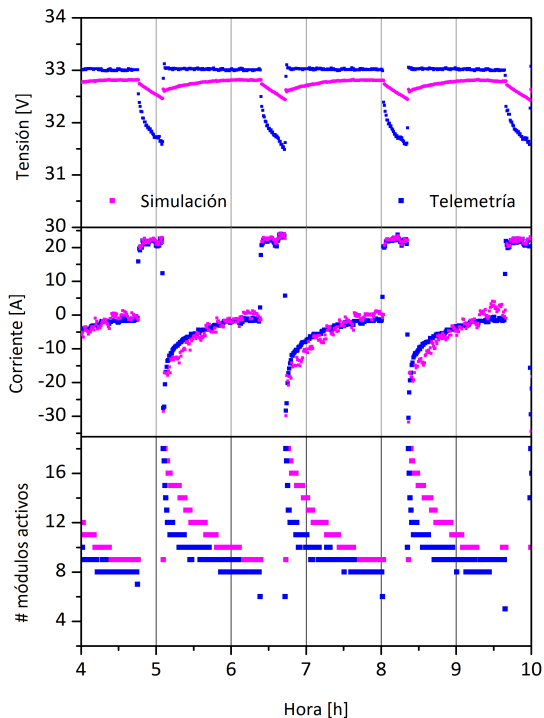 34
33
32
31
30
Tensión [V]
Simulación
Telemetría
20
10
0
-10
-20
-30
Corriente [A]
16
12
8
4
# módulos activos
4 5 6 7 8 9 10
Hora [h]